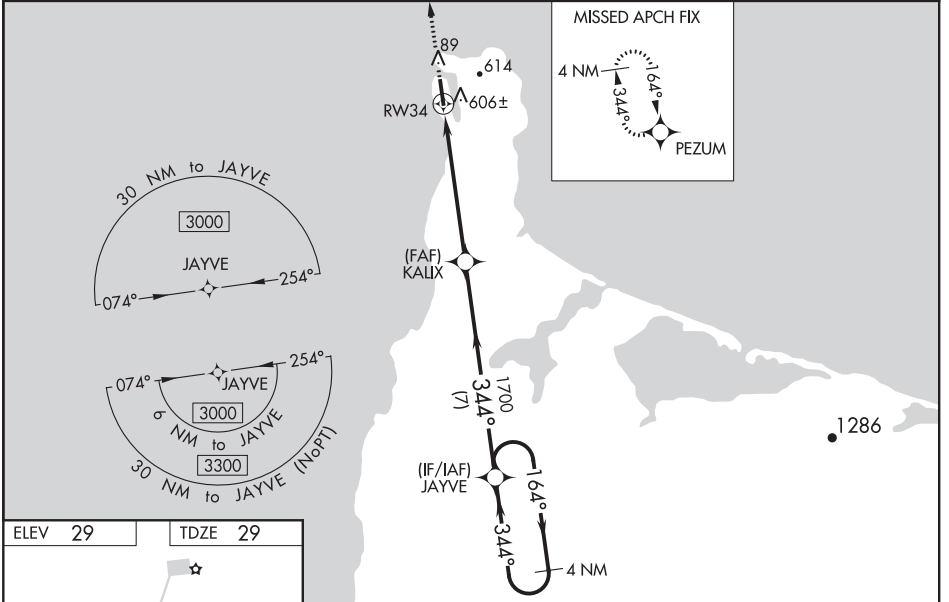 MISSED APCH FIX
4 NM
164°
344°
PEZUM
89
614
RW34
606±
30 NM to JAYVE
3000
JAYVE
074°
254°
(FAF)
KALIX
074°
254°
JAYVE
3000
6 NM to JAYVE
3300
30 NM to JAYVE (NoPT)
1700
344°
(7)
1286
(IF/IAF)
JAYVE
164°
344°
4 NM
ELEV 29
TDZE 29